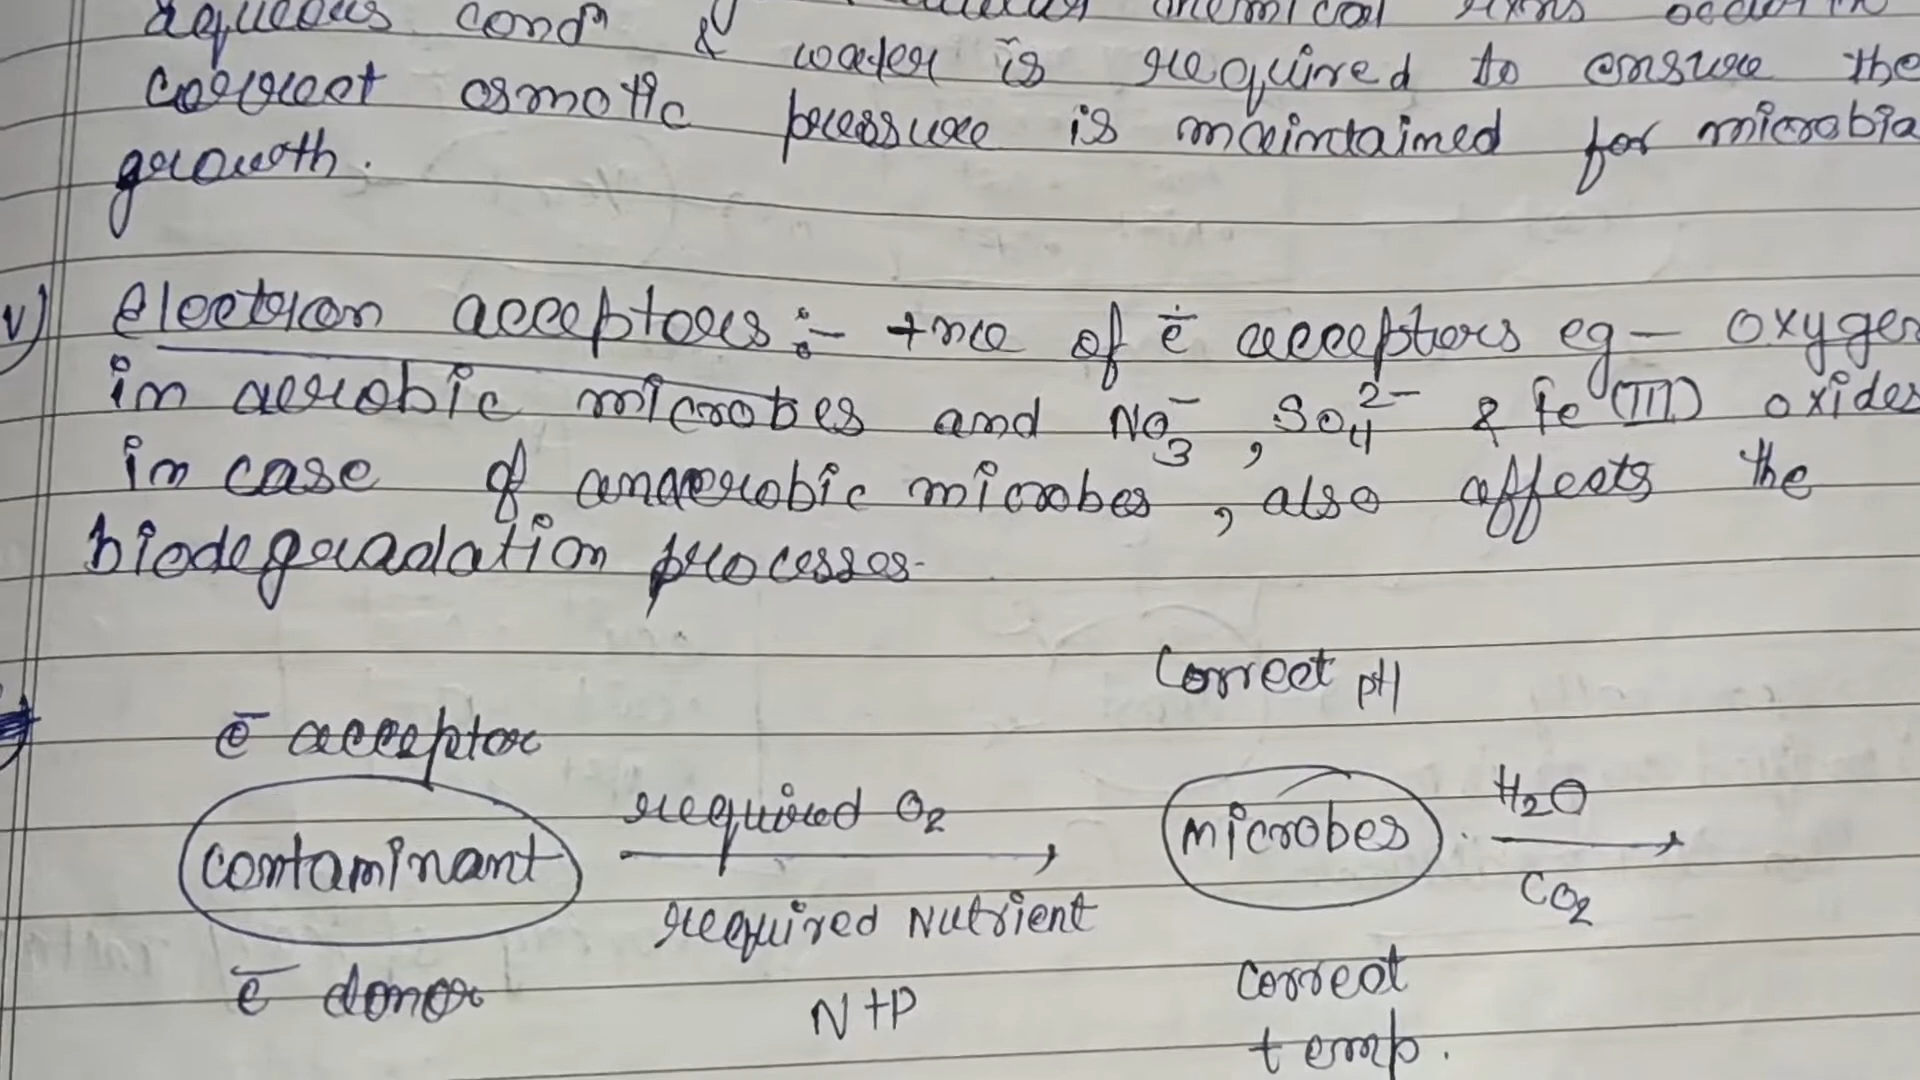 aqueous condⁿ & water is required to ensure the
correct osmotic pressure is maintained for microbia
growth.
v) Electron acceptors :- +nce of ē acceptors eg - oxygen
in aerobic microbes and NO₃⁻, SO₄²⁻ & Fe(III) oxides
in case of anaerobic microbes, also affects the
biodegradation processes.
Correct pH
ē acceptor
contaminant required O₂ → microbes H₂O →
required Nutrient CO₂
ē donor N+P correct
temp.